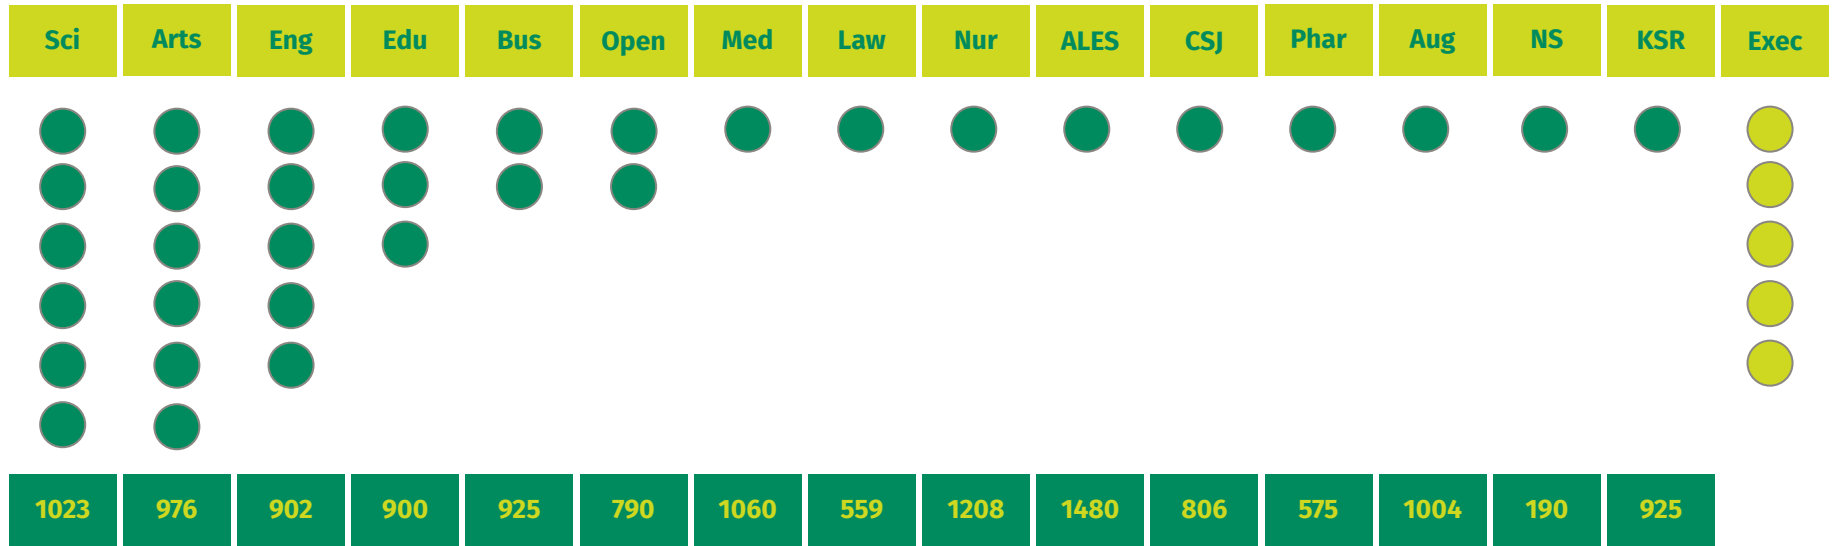 Sci Arts Eng Edu Bus Open Med Law Nur ALES CSJ Phar Aug NS KSR Exec
1023 976 902 900 925 790 1060 559 1208 1480 806 575 1004 190 925